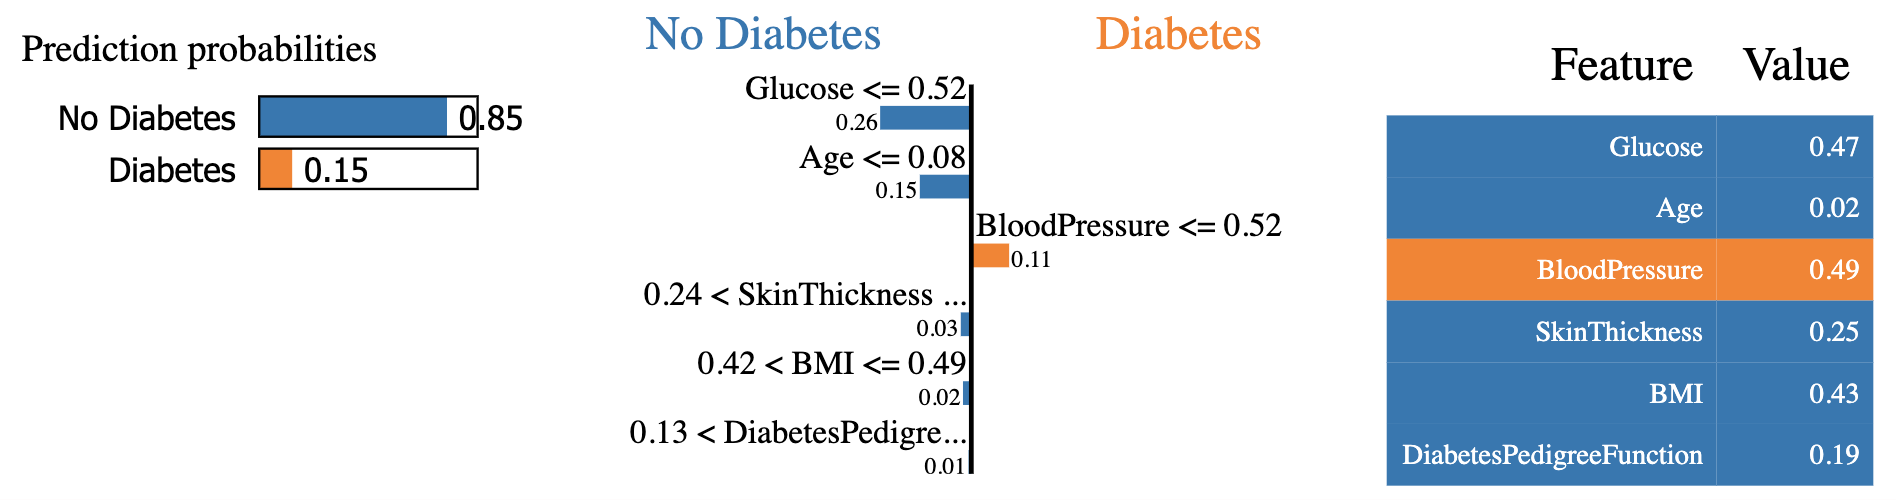 Prediction probabilities
No Diabetes 0.85
Diabetes 0.15
No Diabetes Diabetes
Glucose <= 0.52
0.26
Age <= 0.08
0.15
BloodPressure <= 0.52
0.11
0.24 < SkinThickness ...
0.03
0.42 < BMI <= 0.49
0.02
0.13 < DiabetesPedigre...
0.01
Feature Value
Glucose 0.47
Age 0.02
BloodPressure 0.49
SkinThickness 0.25
BMI 0.43
DiabetesPedigreeFunction 0.19